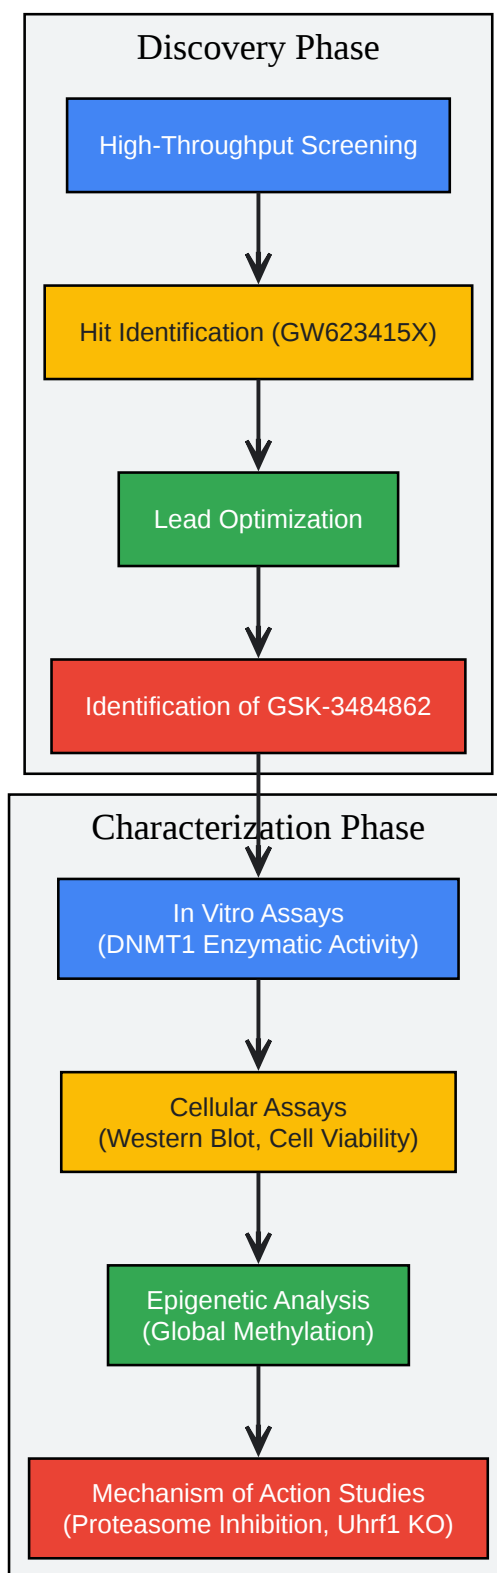 Discovery Phase
High-Throughput Screening
Hit Identification (GW623415X)
Lead Optimization
Identification of GSK-3484862
Characterization Phase
In Vitro Assays
(DNMT1 Enzymatic Activity)
Cellular Assays
(Western Blot, Cell Viability)
Epigenetic Analysis
(Global Methylation)
Mechanism of Action Studies
(Proteasome Inhibition, Uhrf1 KO)